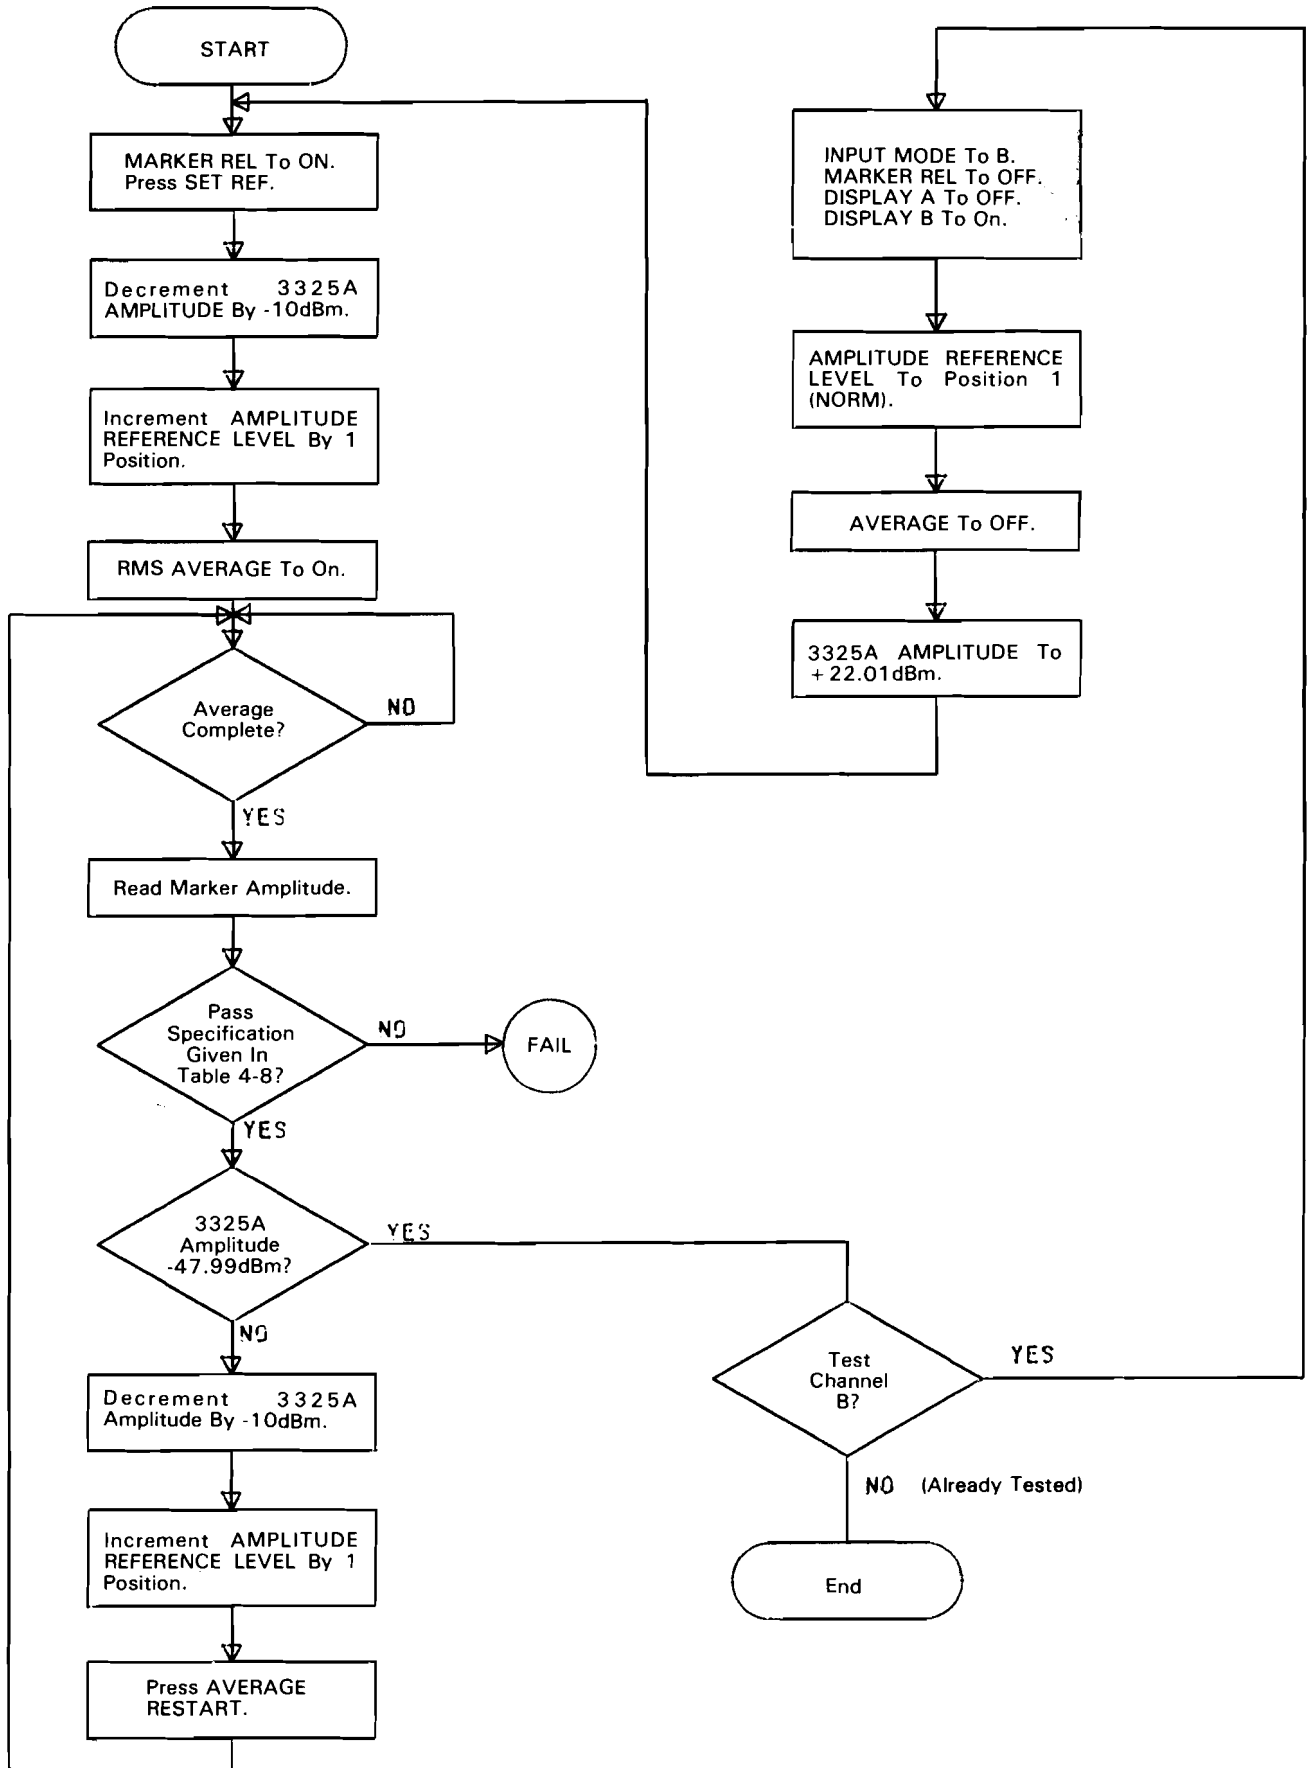 START
MARKER REL To ON.
Press SET REF.
Decrement 3325A
AMPLITUDE By -10dBm.
Increment AMPLITUDE
REFERENCE LEVEL By 1
Position.
RMS AVERAGE To On.
Average
Complete?
NO
YES
Read Marker Amplitude.
Pass
Specification
Given In
Table 4-8?
NO
FAIL
YES
3325A
Amplitude
-47.99dBm?
YES
NO
Decrement 3325A
Amplitude By -10dBm.
Increment AMPLITUDE
REFERENCE LEVEL By 1
Position.
Press AVERAGE
RESTART.
INPUT MODE To B.
MARKER REL To OFF.
DISPLAY A To OFF.
DISPLAY B To On.
AMPLITUDE REFERENCE
LEVEL To Position 1
(NORM).
AVERAGE To OFF.
3325A AMPLITUDE To
+22.01dBm.
Test
Channel
B?
YES
NO (Already Tested)
End